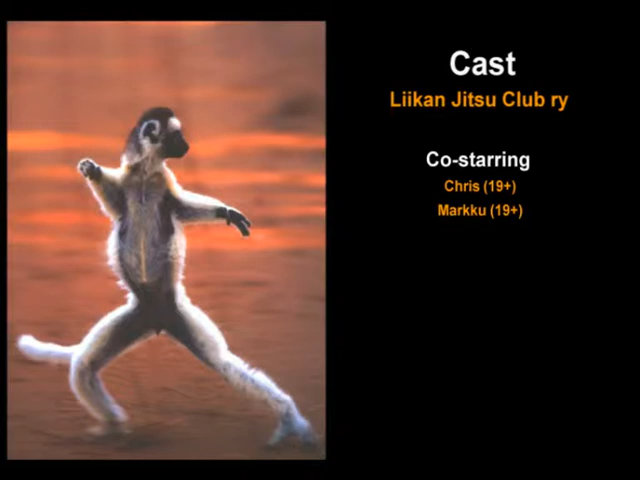 Cast
Liikan Jitsu Club ry
Co-starring
Chris (19+)
Markku (19+)